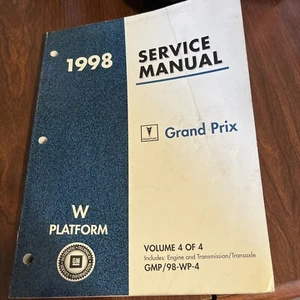 1998
SERVICE
MANUAL
Grand Prix
W
PLATFORM
GM
VOLUME 4 OF 4
Includes: Engine and Transmission/Transaxle
GMP/98-WP-4